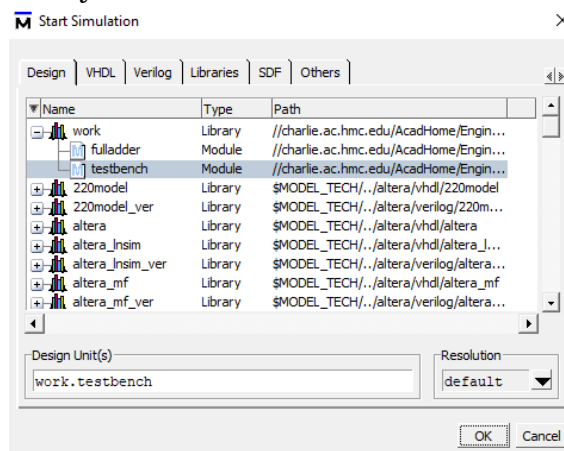 Start Simulation
Design VHDL Verilog Libraries SDF Others
Name Type Path
work Library //charlie.ac.hmc.edu/AcadHome/Engin...
fulladder Module //charlie.ac.hmc.edu/AcadHome/Engin...
testbench Module //charlie.ac.hmc.edu/AcadHome/Engin...
220model Library $MODEL_TECH/../altera/vhdl/220model
220model_ver Library $MODEL_TECH/../altera/verilog/220m...
altera Library $MODEL_TECH/../altera/vhdl/altera
altera_lnsim Library $MODEL_TECH/../altera/vhdl/altera_l...
altera_lnsim_ver Library $MODEL_TECH/../altera/verilog/altera...
altera_mf Library $MODEL_TECH/../altera/vhdl/altera_mf
altera_mf_ver Library $MODEL_TECH/../altera/verilog/altera...
Design Unit(s) Resolution
work.testbench default
OK Cancel